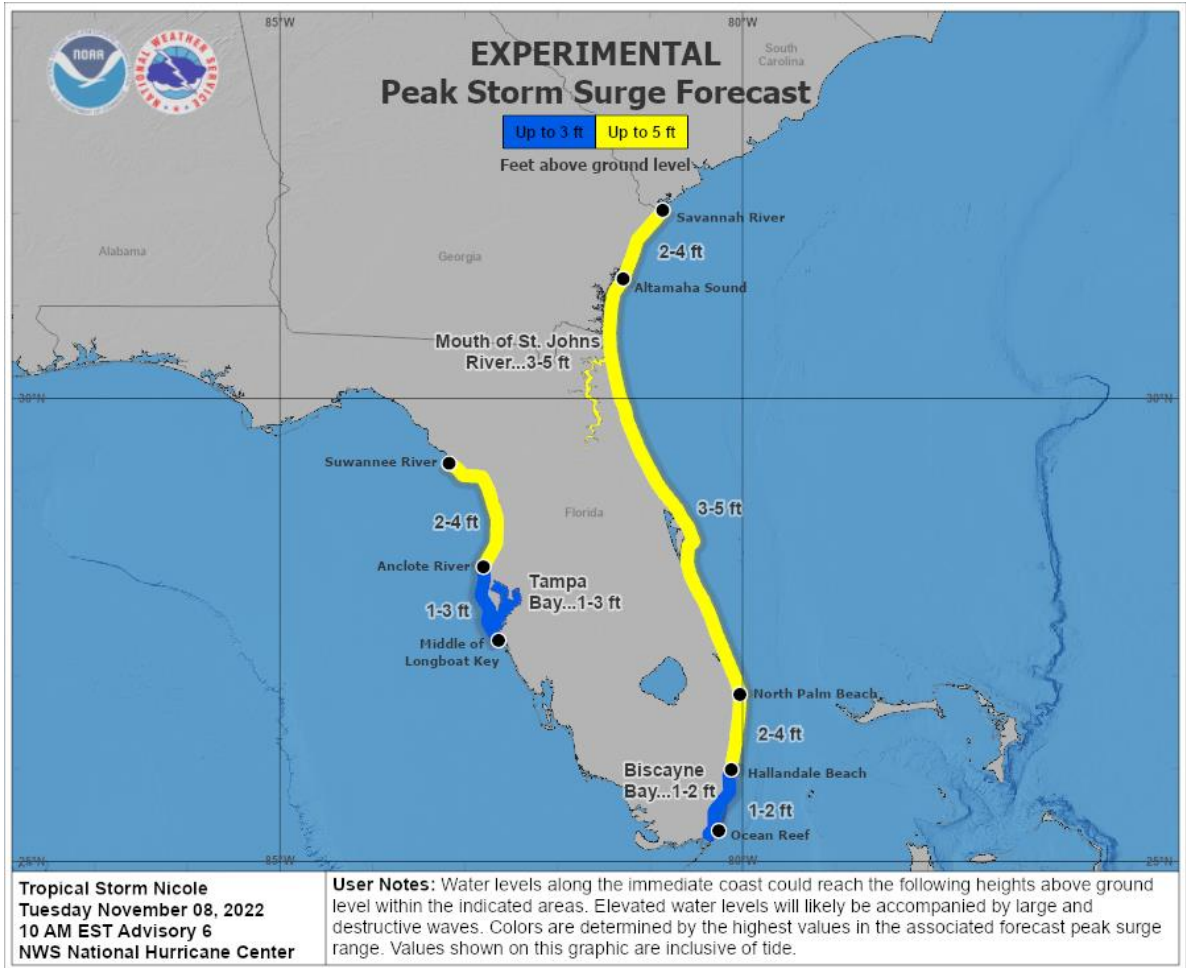 85°W
80°W
NOAA
NATIONAL WEATHER SERVICE
EXPERIMENTAL
Peak Storm Surge Forecast
Up to 3 ft
Up to 5 ft
Feet above ground level
South
Carolina
Alabama
Georgia
Savannah River
2-4 ft
Altamaha Sound
Mouth of St. Johns
River...3-5 ft
30°N
30°N
Suwannee River
Florida
3-5 ft
2-4 ft
Anclote River
Tampa
Bay...1-3 ft
1-3 ft
Middle of
Longboat Key
North Palm Beach
2-4 ft
Biscayne
Bay...1-2 ft
Hallandale Beach
1-2 ft
Ocean Reef
25°N
85°W
80°W
25°N
Tropical Storm Nicole
Tuesday November 08, 2022
10 AM EST Advisory 6
NWS National Hurricane Center
User Notes: Water levels along the immediate coast could reach the following heights above ground
level within the indicated areas. Elevated water levels will likely be accompanied by large and
destructive waves. Colors are determined by the highest values in the associated forecast peak surge
range. Values shown on this graphic are inclusive of tide.